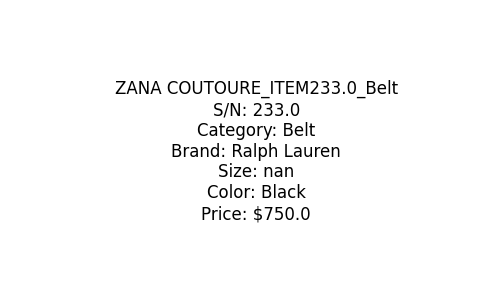 ZANA COUTOURE_ITEM233.0_Belt
S/N: 233.0
Category: Belt
Brand: Ralph Lauren
Size: nan
Color: Black
Price: $750.0